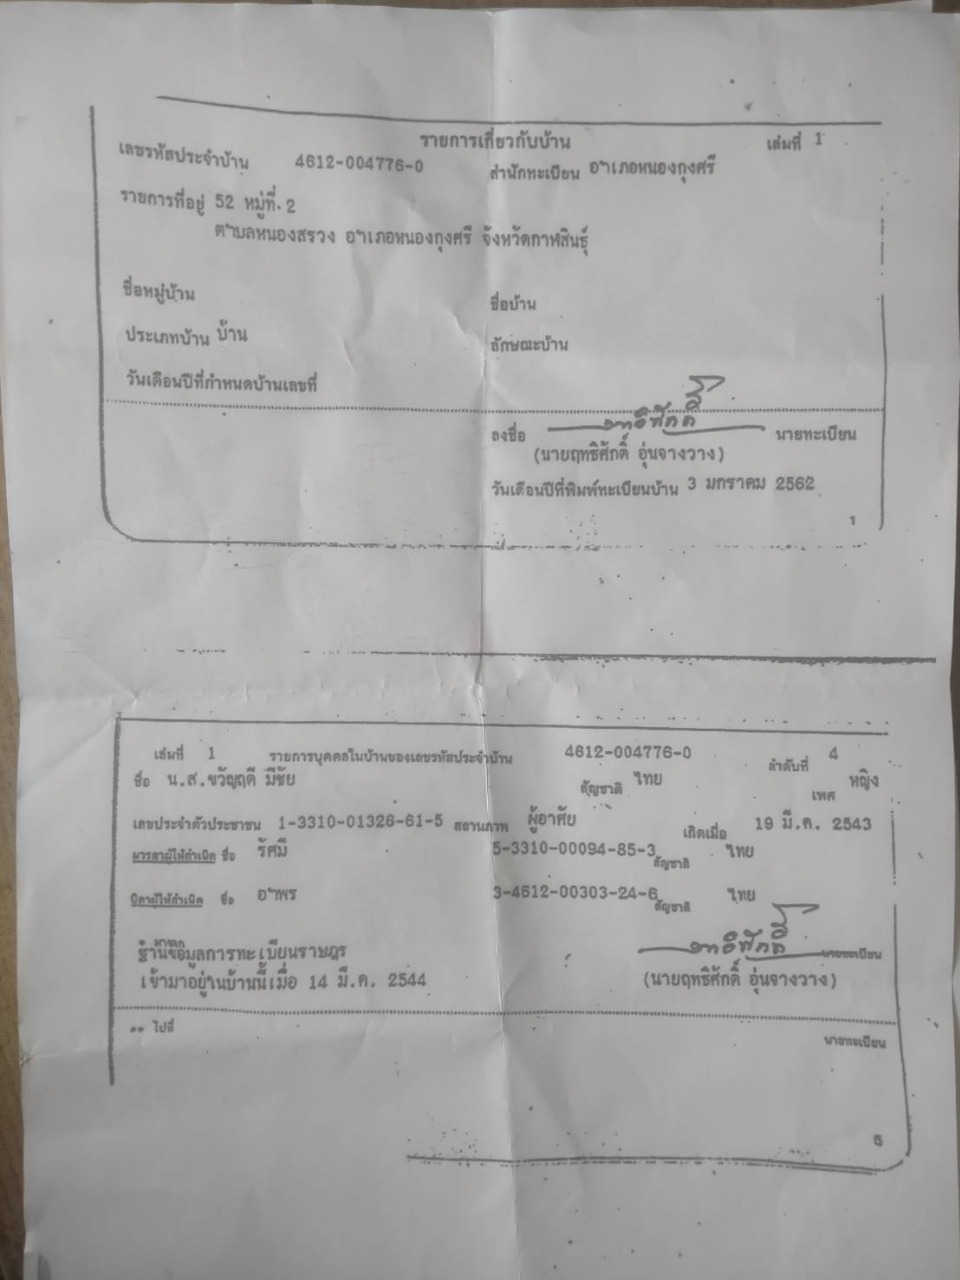 รายการเกี่ยวกับบ้าน เล่มที่ 1
เลขรหัสประจำบ้าน 4612-004776-0 สำนักทะเบียน อำเภอหนองกุงศรี
รายการที่อยู่ 52 หมู่ที่ 2
ตำบลหนองสรวง อำเภอหนองกุงศรี จังหวัดกาฬสินธุ์
ชื่อหมู่บ้าน ชื่อบ้าน
ประเภทบ้าน บ้าน ลักษณะบ้าน
วันเดือนปีที่กำหนดบ้านเลขที่
ลงชื่อ ฤทธิศักดิ์ นายทะเบียน
(นายฤทธิศักดิ์ อุ่นจางวาง)
วันเดือนปีที่พิมพ์ทะเบียนบ้าน 3 มกราคม 2562
1
เล่มที่ 1 รายการบุคคลในบ้านของเลขรหัสประจำบ้าน 4612-004776-0 ลำดับที่ 4
ชื่อ น.ส.ขวัญฤดี มีชัย สัญชาติ ไทย เพศ หญิง
เลขประจำตัวประชาชน 1-3310-01326-61-5 สถานภาพ ผู้อาศัย เกิดเมื่อ 19 มี.ค. 2543
มารดาผู้ให้กำเนิด ชื่อ รัศมี 5-3310-00094-85-3 สัญชาติ ไทย
บิดาผู้ให้กำเนิด ชื่อ อำพร 3-4612-00303-24-6 สัญชาติ ไทย
ฐานข้อมูลการทะเบียนราษฎร ฤทธิศักดิ์ นายทะเบียน
เข้ามาอยู่ในบ้านนี้เมื่อ 14 มี.ค. 2544 (นายฤทธิศักดิ์ อุ่นจางวาง)
** ไปที่
นายทะเบียน
5